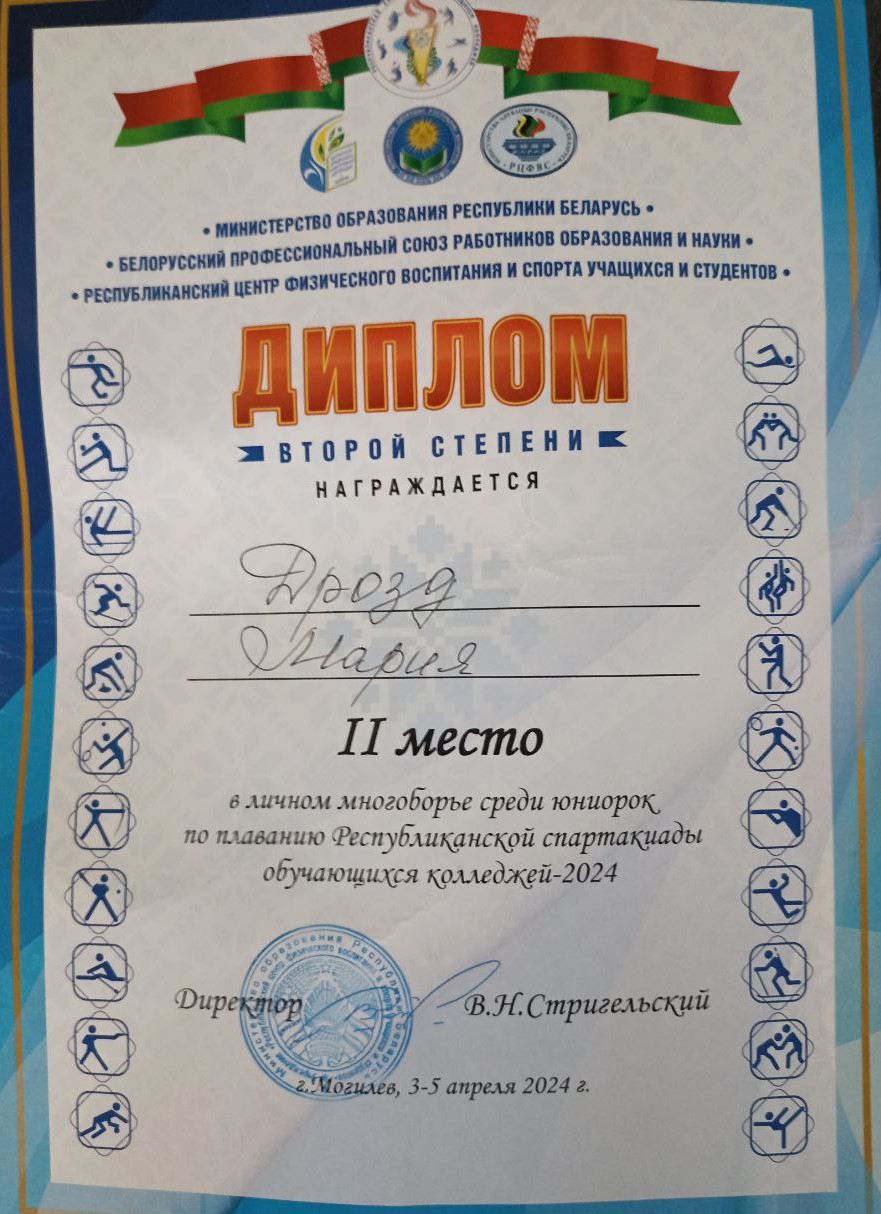 РЦФВС
• МИНИСТЕРСТВО ОБРАЗОВАНИЯ РЕСПУБЛИКИ БЕЛАРУСЬ •
• БЕЛОРУССКИЙ ПРОФЕССИОНАЛЬНЫЙ СОЮЗ РАБОТНИКОВ ОБРАЗОВАНИЯ И НАУКИ •
• РЕСПУБЛИКАНСКИЙ ЦЕНТР ФИЗИЧЕСКОГО ВОСПИТАНИЯ И СПОРТА УЧАЩИХСЯ И СТУДЕНТОВ •
ДИПЛОМ
ВТОРОЙ СТЕПЕНИ
НАГРАЖДАЕТСЯ
Дрозд
Мария
II место
в личном многоборье среди юниорок
по плаванию Республиканской спартакиады
обучающихся колледжей-2024
Директор В.Н.Стригельский
г.Могилев, 3-5 апреля 2024 г.